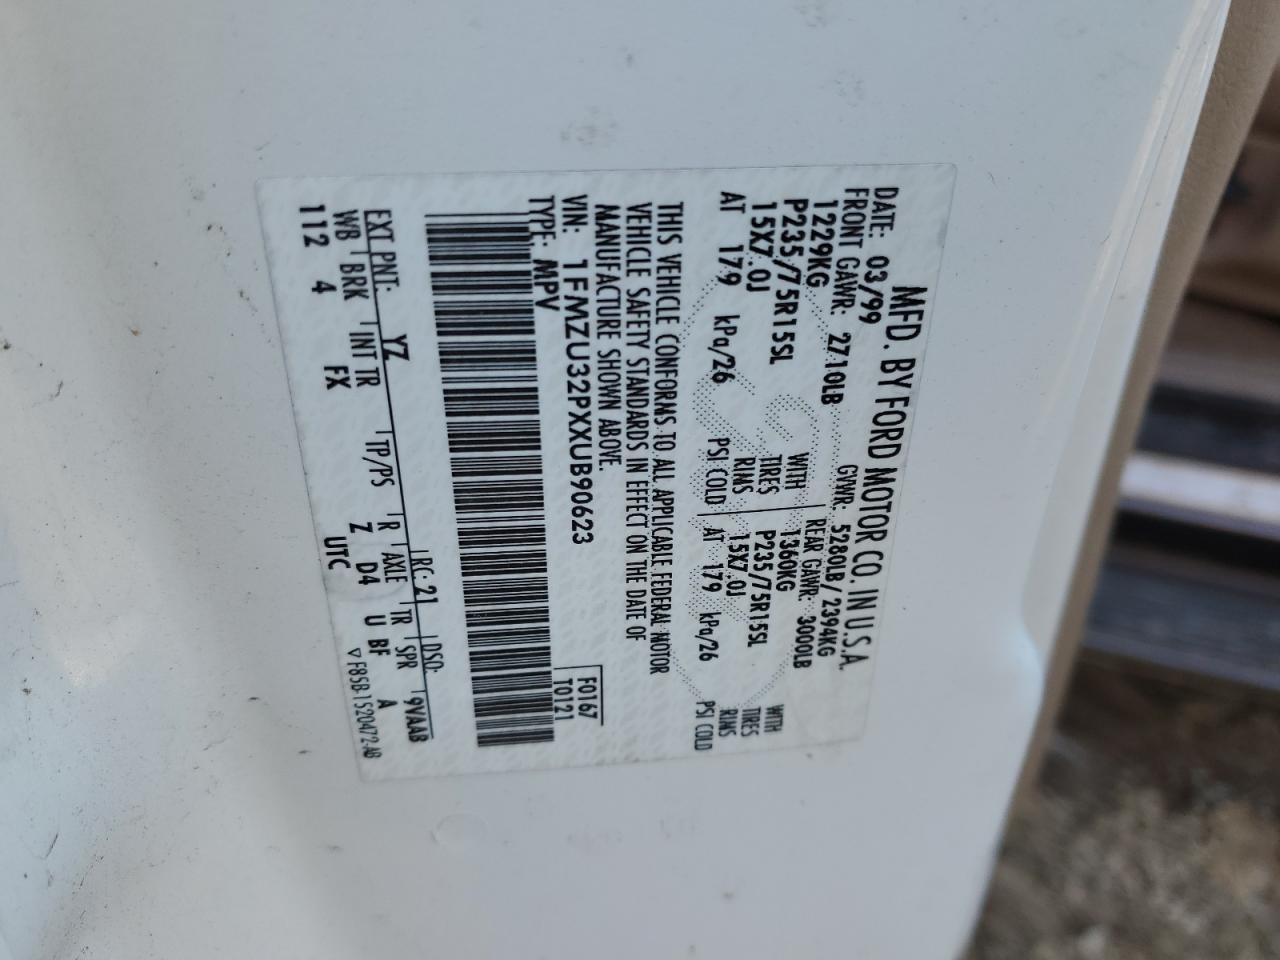 MFD. BY FORD MOTOR CO. IN U.S.A.
DATE: 03/99 GVWR: 5280LB/2394KG
FRONT GAWR: 2710LB REAR GAWR: 3000LB
1229KG WITH 1360KG WITH
P235/75R15SL TIRES P235/75R15SL TIRES
15X7.0J RIMS 15X7.0J RIMS
AT 179 kPa/26 PSI COLD AT 179 kPa/26 PSI COLD
THIS VEHICLE CONFORMS TO ALL APPLICABLE FEDERAL MOTOR
VEHICLE SAFETY STANDARDS IN EFFECT ON THE DATE OF
MANUFACTURE SHOWN ABOVE.
VIN: 1FMZU32PXXUB90623 F0167
TYPE: MPV T0121
EXT PNT: YZ RC: 21 DSO: 9VAAB
WB BRK INT TR TP/PS R AXLE TR SPR
112 4 FX Z D4 U BF A
UTC ▽ F85B-1520472-AB